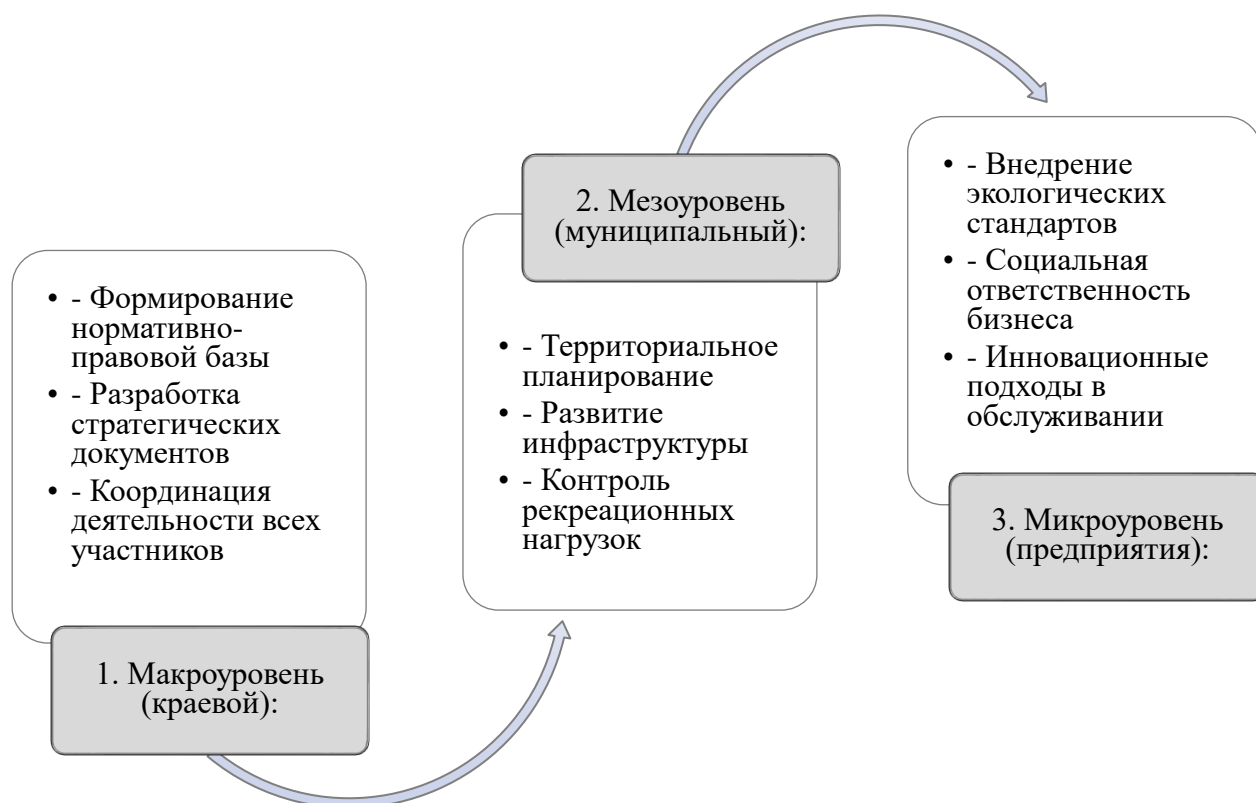 • - Формирование
нормативно-
правовой базы
• - Разработка
стратегических
документов
• - Координация
деятельности всех
участников
1. Макроуровень
(краевой):
2. Мезоуровень
(муниципальный):
• - Территориальное
планирование
• - Развитие
инфраструктуры
• - Контроль
рекреационных
нагрузок
• - Внедрение
экологических
стандартов
• - Социальная
ответственность
бизнеса
• - Инновационные
подходы в
обслуживании
3. Микроуровень
(предприятия):